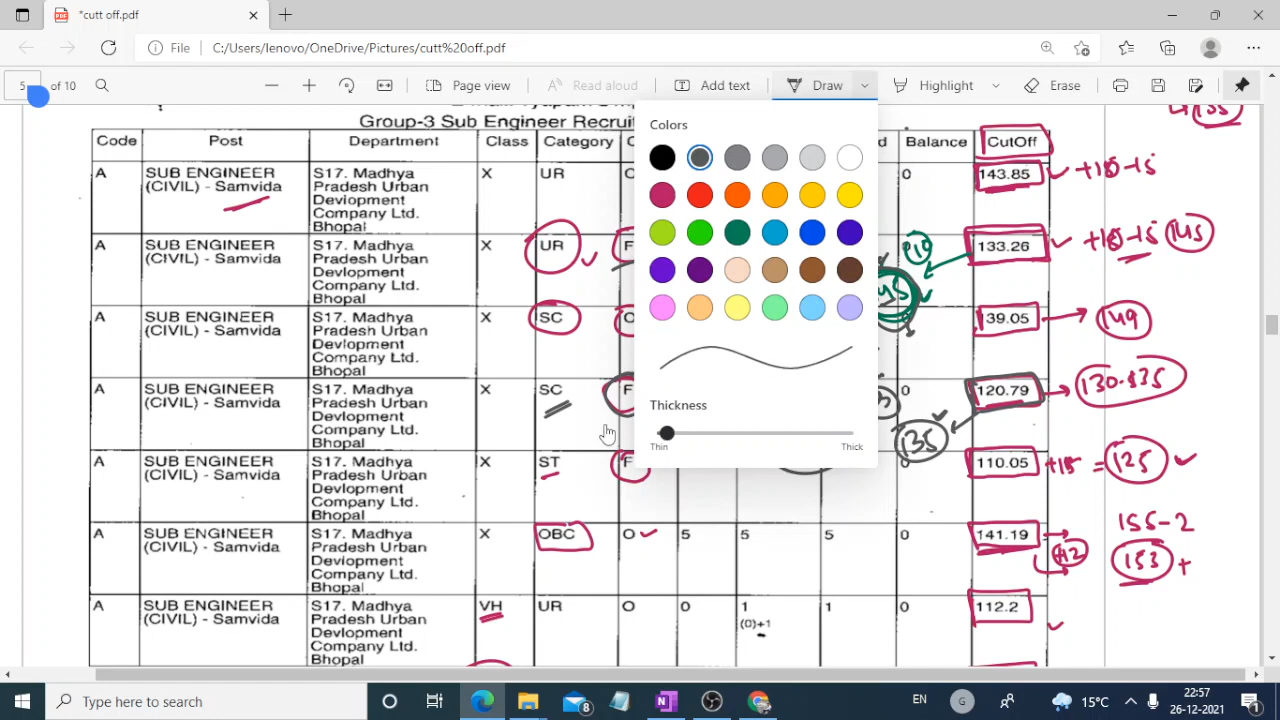 *cutt off.pdf
File C:/Users/lenovo/OneDrive/Pictures/cutt%20off.pdf
5 of 10 Page view Read aloud Add text Draw Highlight Erase
Group-3 Sub Engineer Recrui
Code Post Department Class Category Balance CutOff
A SUB ENGINEER (CIVIL) - Samvida S17. Madhya Pradesh Urban Devlopment Company Ltd. Bhopal X UR 0 143.85 +10-15
A SUB ENGINEER (CIVIL) - Samvida S17. Madhya Pradesh Urban Devlopment Company Ltd. Bhopal X UR F 133.26 +10-15 145
A SUB ENGINEER (CIVIL) - Samvida S17. Madhya Pradesh Urban Devlopment Company Ltd. Bhopal X SC O 139.05 149
A SUB ENGINEER (CIVIL) - Samvida S17. Madhya Pradesh Urban Devlopment Company Ltd. Bhopal X SC F 0 120.79 130-135
135
A SUB ENGINEER (CIVIL) - Samvida S17. Madhya Pradesh Urban Devlopment Company Ltd. Bhopal X ST F 0 110.05 +15 = 125
A SUB ENGINEER (CIVIL) - Samvida S17. Madhya Pradesh Urban Devlopment Company Ltd. Bhopal X OBC O 5 5 5 0 141.19 155-2
+12 153 +
A SUB ENGINEER (CIVIL) - Samvida S17. Madhya Pradesh Urban Devlopment Company Ltd. Bhopal VH UR O 0 1 1 0 112.2
(0)+1
Colors
Thickness
Thin Thick
Type here to search
8
EN
G
15°C
22:57
26-12-2021
1